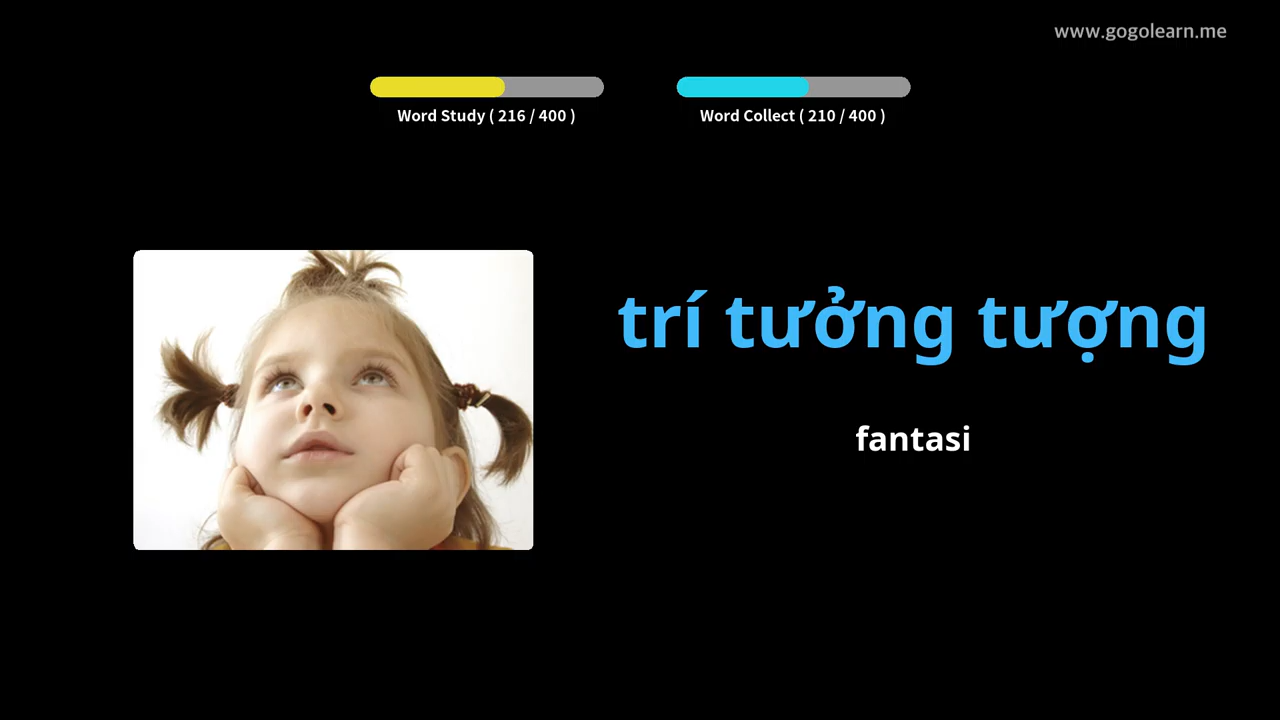 www.gogolearn.me
Word Study ( 216 / 400 )
Word Collect ( 210 / 400 )
trí tưởng tượng
fantasi